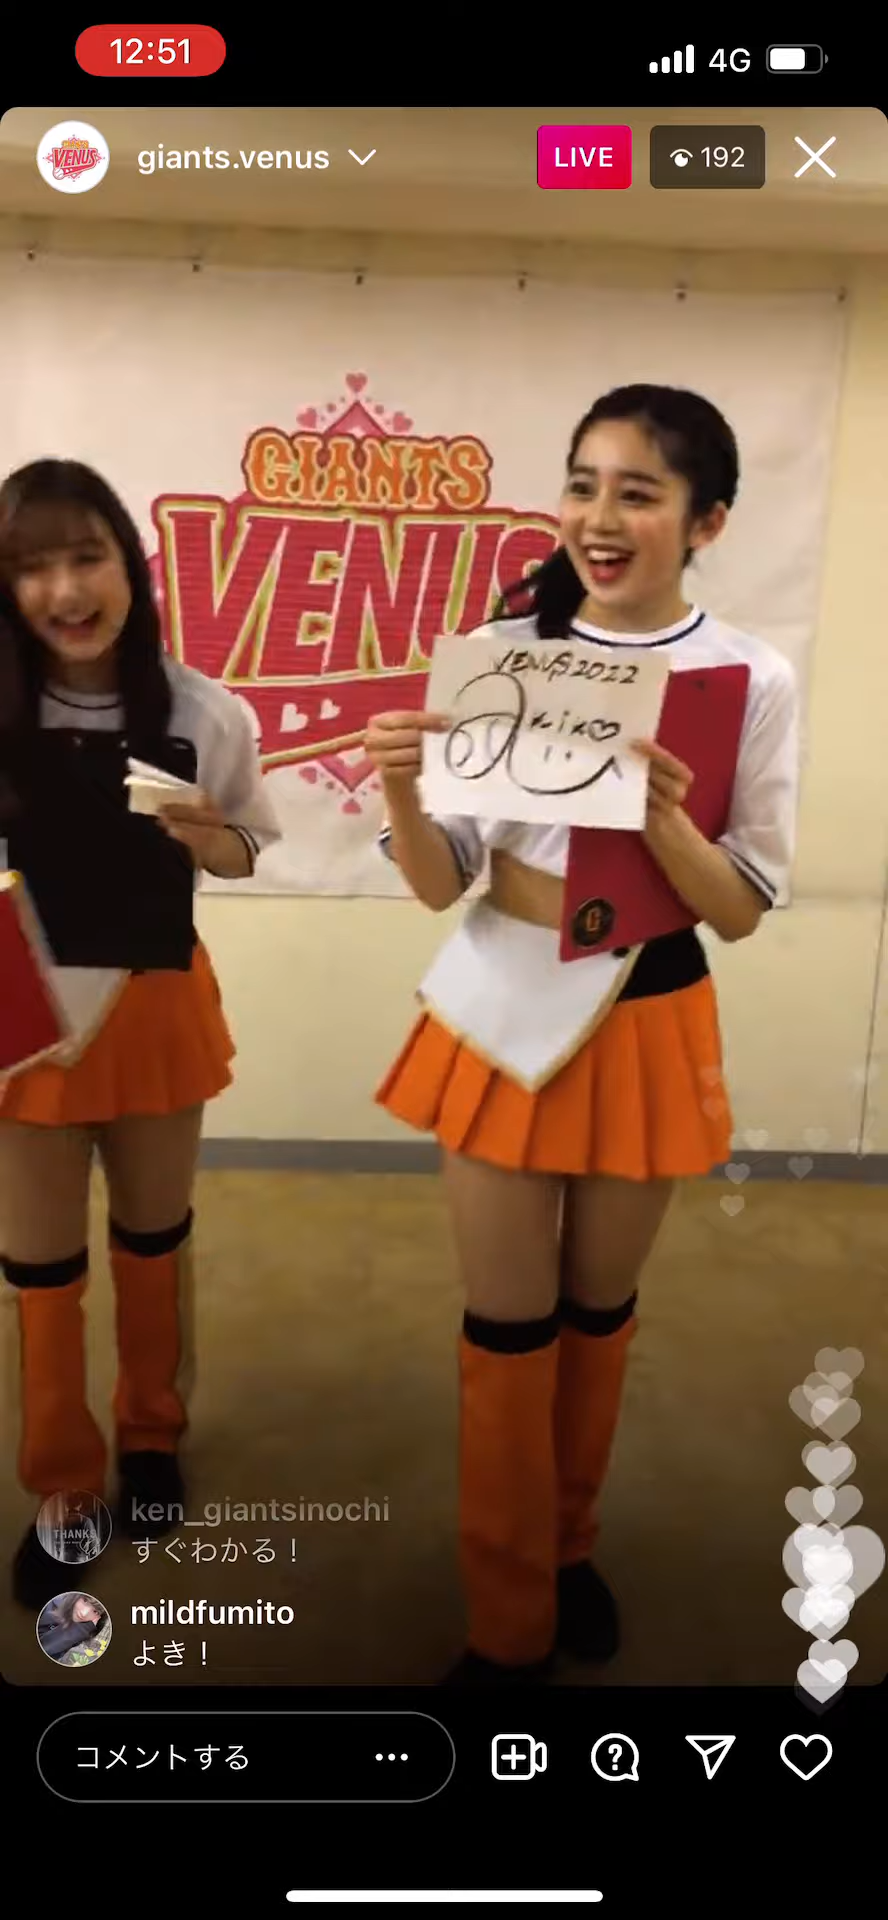 12:51
4G
giants.venus
LIVE
192
GIANTS
VENUS
VENUS2022
G
ken_giantsinochi
すぐわかる！
THANKS
mildfumito
よき！
コメントする